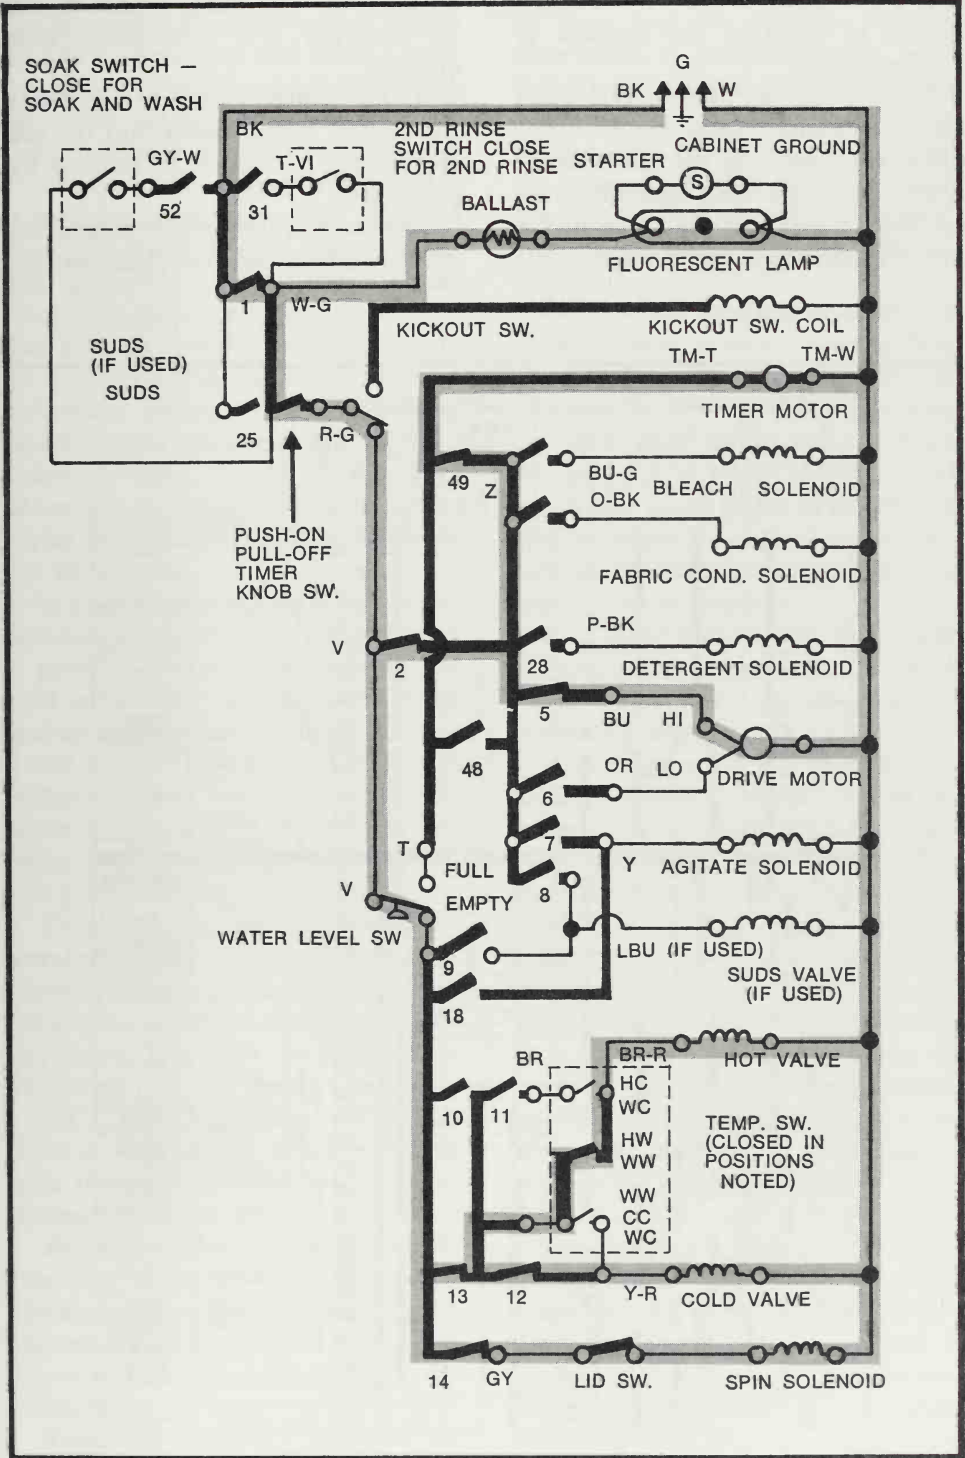 SOAK SWITCH –
CLOSE FOR
SOAK AND WASH
G
BK
W
CABINET GROUND
BK
2ND RINSE
SWITCH CLOSE
FOR 2ND RINSE
STARTER
S
GY-W
T-VI
52
31
BALLAST
FLUORESCENT LAMP
1
W-G
KICKOUT SW.
KICKOUT SW. COIL
SUDS
(IF USED)
SUDS
TM-T
TM-W
TIMER MOTOR
25
R-G
49
Z
BU-G
BLEACH SOLENOID
O-BK
PUSH-ON
PULL-OFF
TIMER
KNOB SW.
FABRIC COND. SOLENOID
P-BK
V
2
28
DETERGENT SOLENOID
5
BU
HI
48
OR
LO
DRIVE MOTOR
6
7
T
FULL
Y
AGITATE SOLENOID
V
EMPTY
8
WATER LEVEL SW
9
LBU (IF USED)
SUDS VALVE
(IF USED)
18
BR
BR-R
HOT VALVE
10
11
HC
WC
HW
WW
WW
CC
WC
TEMP. SW.
(CLOSED IN
POSITIONS
NOTED)
13
12
Y-R
COLD VALVE
14
GY
LID SW.
SPIN SOLENOID